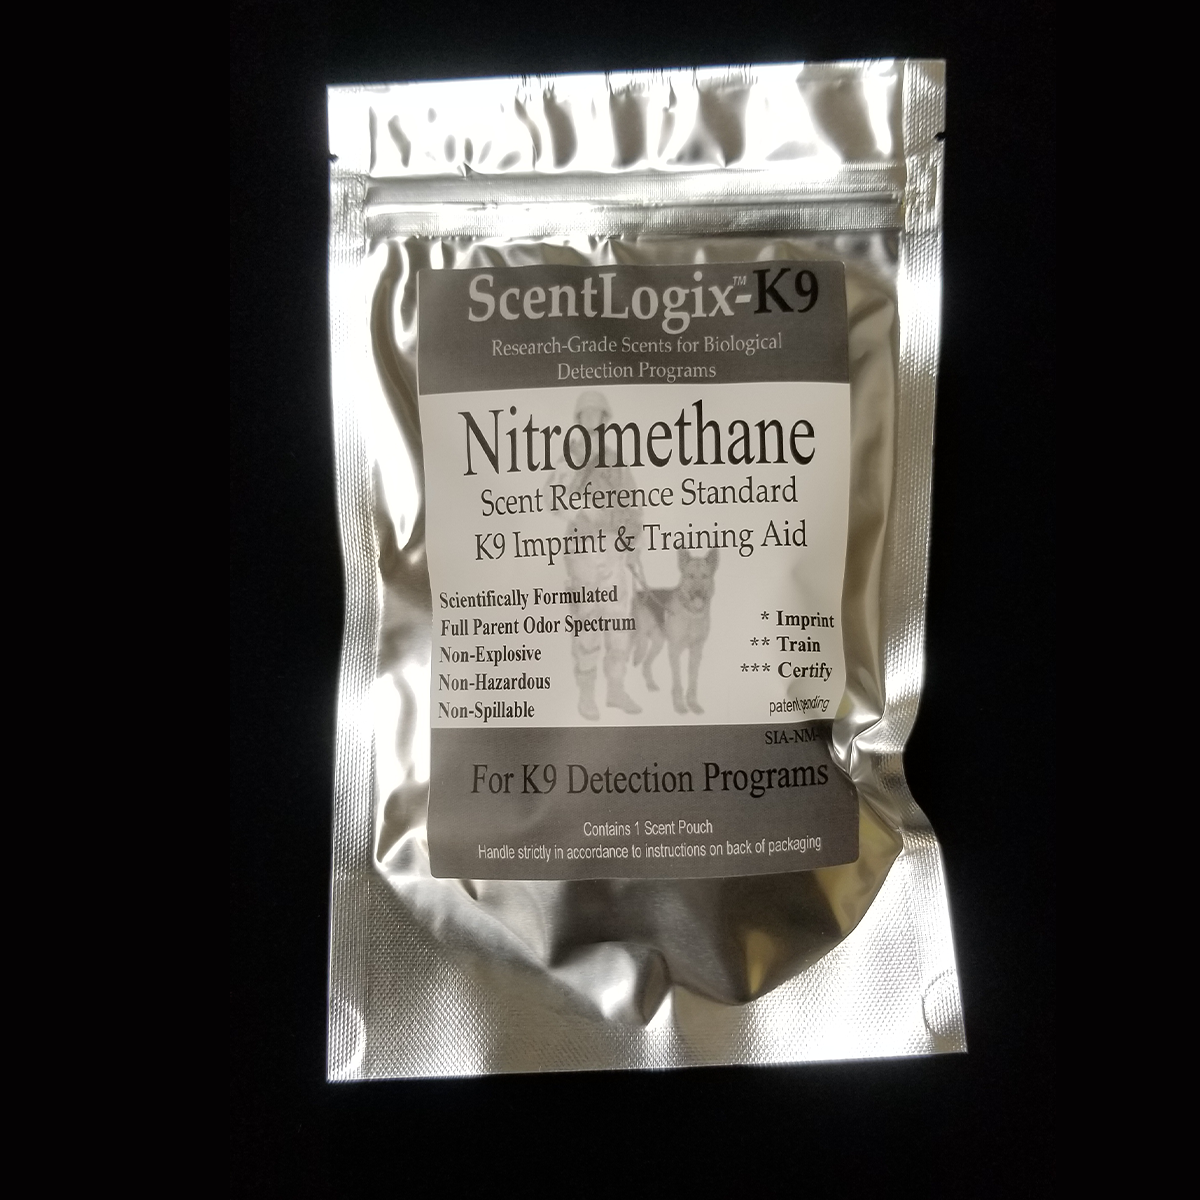 ScentLogix™-K9
Research-Grade Scents for Biological
Detection Programs
Nitromethane
Scent Reference Standard
K9 Imprint & Training Aid
Scientifically Formulated
Full Parent Odor Spectrum
Non-Explosive
Non-Hazardous
Non-Spillable
* Imprint
** Train
*** Certify
patent pending
SIA-NM-
For K9 Detection Programs
Contains 1 Scent Pouch
Handle strictly in accordance to instructions on back of packaging